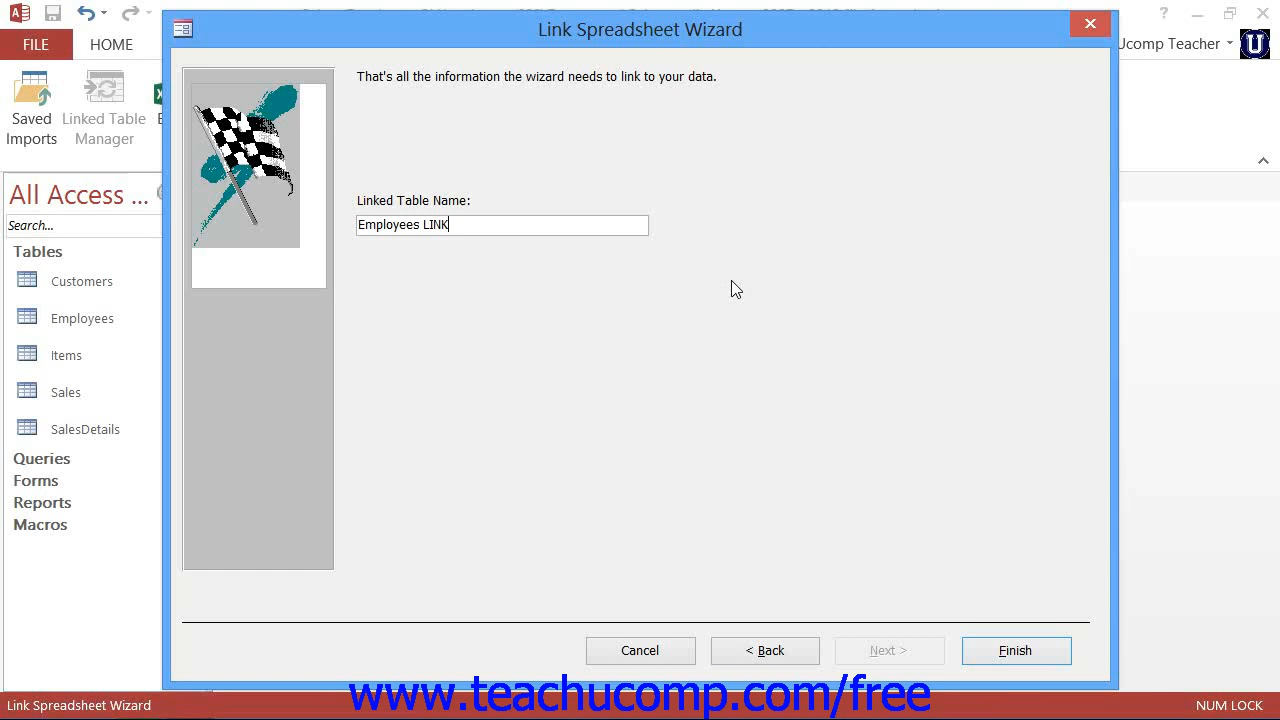 Link Spreadsheet Wizard
?
FILE
HOME
Ucomp Teacher
U
That's all the information the wizard needs to link to your data.
Saved
Imports
Linked Table
Manager
All Access ...
Search...
Linked Table Name:
Employees LINK
Tables
Customers
Employees
Items
Sales
SalesDetails
Queries
Forms
Reports
Macros
Cancel
< Back
Next >
Finish
www.teachucomp.com/free
Link Spreadsheet Wizard
NUM LOCK